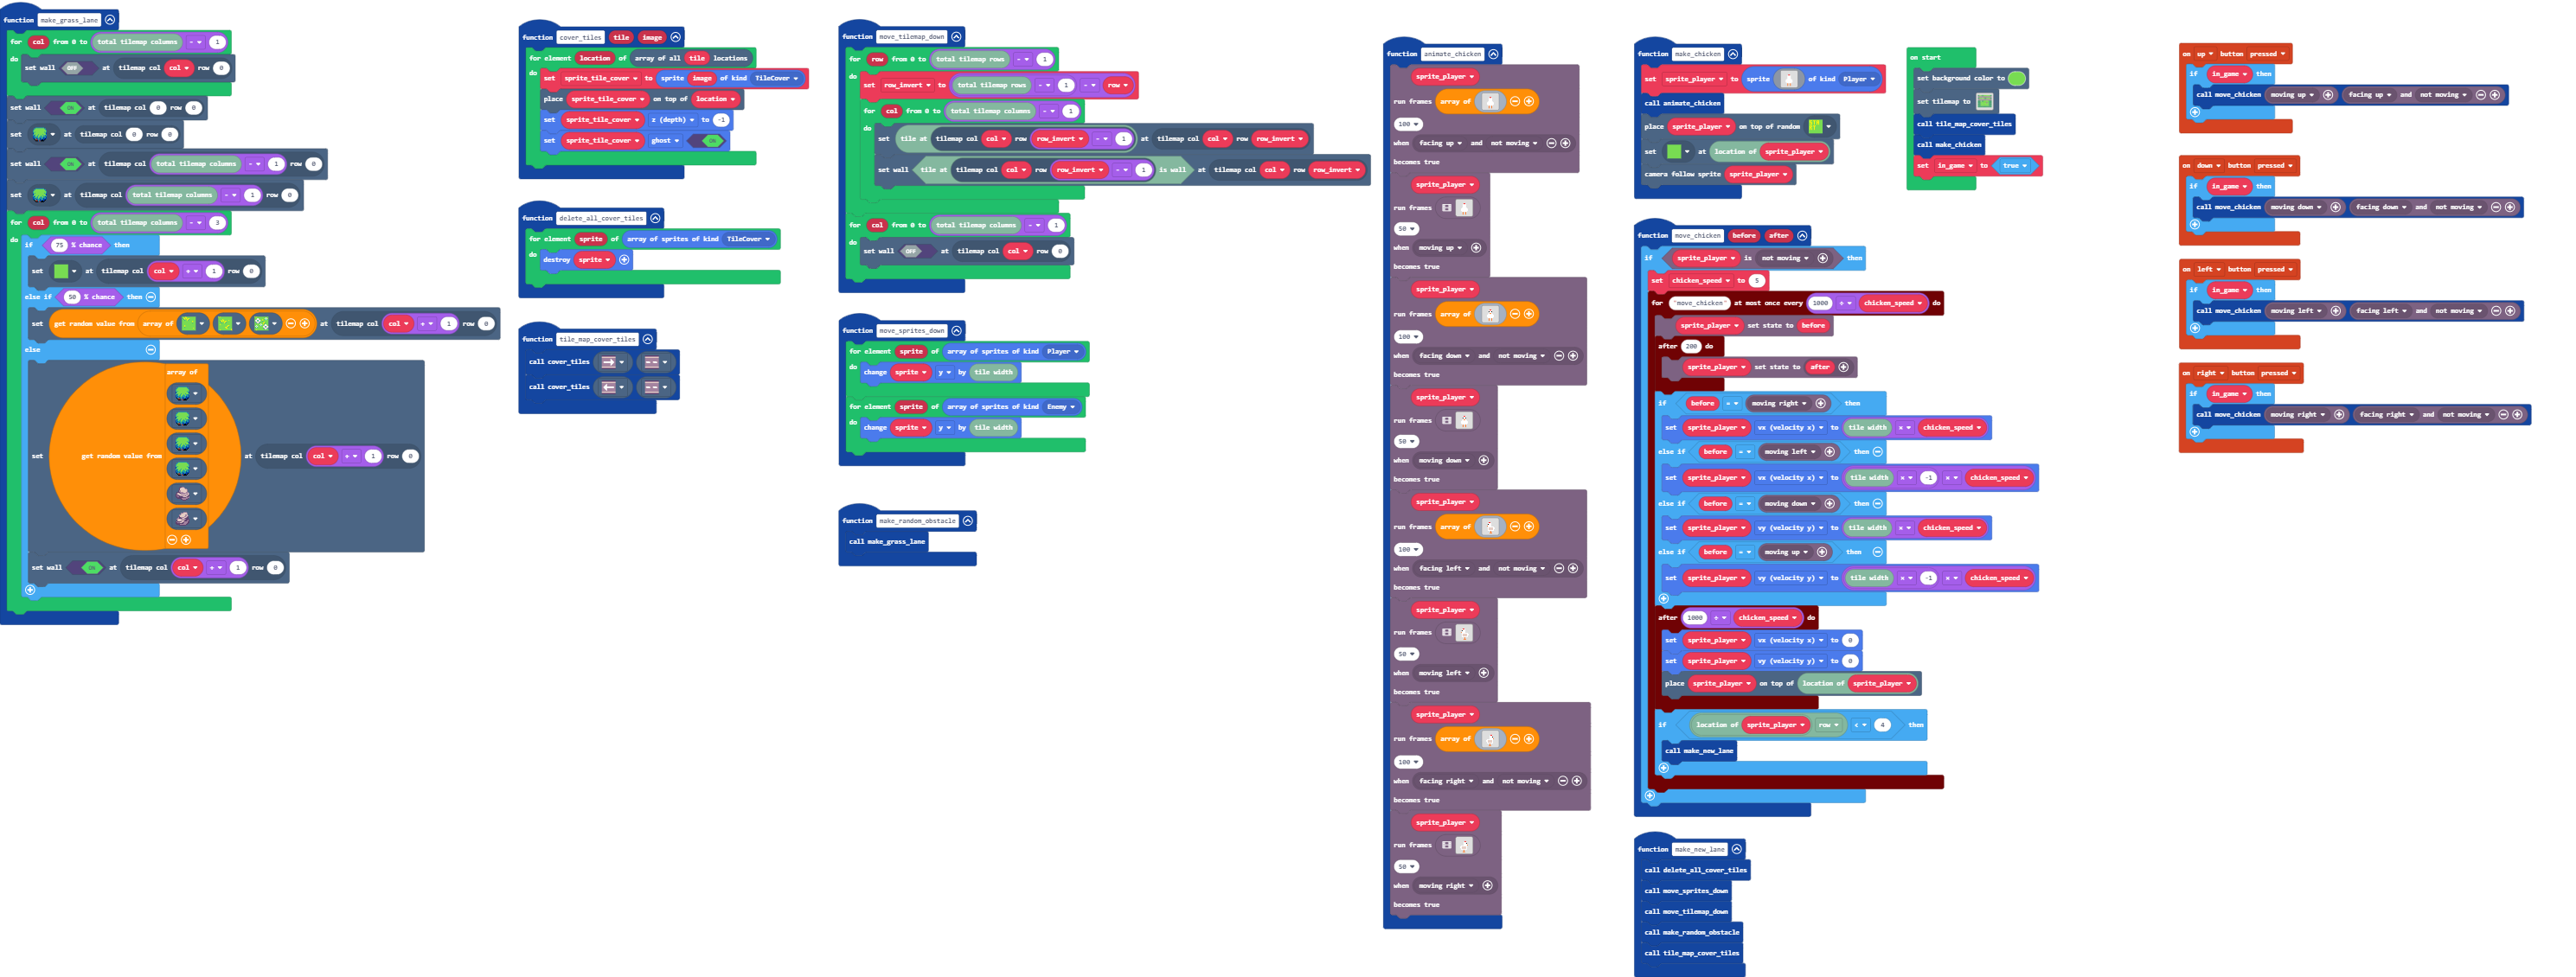 function make_grass_lane
for col from 0 to total tilemap columns - 1
do
set wall OFF at tilemap col col row 0
set wall ON at tilemap col 0 row 0
set at tilemap col 0 row 0
set wall ON at tilemap col total tilemap columns - 1 row 0
set at tilemap col total tilemap columns - 1 row 0
for col from 0 to total tilemap columns - 3
do
if 75 % chance then
set at tilemap col col + 1 row 0
else if 50 % chance then
set get random value from array of at tilemap col col + 1 row 0
else
array of
set get random value from at tilemap col col + 1 row 0
set wall ON at tilemap col col + 1 row 0
function cover_tiles tile image
for element location of array of all tile locations
do
set sprite_tile_cover to sprite image of kind TileCover
place sprite_tile_cover on top of location
set sprite_tile_cover z (depth) to -1
set sprite_tile_cover ghost ON
function delete_all_cover_tiles
for element sprite of array of sprites of kind TileCover
do
destroy sprite
function tile_map_cover_tiles
call cover_tiles
call cover_tiles
function move_tilemap_down
for row from 0 to total tilemap rows - 1
do
set row_invert to total tilemap rows - 1 - row
for col from 0 to total tilemap columns - 1
do
set tile at tilemap col col row row_invert - 1 at tilemap col col row row_invert
set wall tile at tilemap col col row row_invert - 1 is wall at tilemap col col row row_invert
for col from 0 to total tilemap columns - 1
do
set wall OFF at tilemap col col row 0
function move_sprites_down
for element sprite of array of sprites of kind Player
do
change sprite y by tile width
for element sprite of array of sprites of kind Enemy
do
change sprite y by tile width
function make_random_obstacle
call make_grass_lane
function animate_chicken
sprite_player
run frames array of
100
when facing up and not moving
becomes true
sprite_player
run frames
50
when moving up
becomes true
sprite_player
run frames array of
100
when facing down and not moving
becomes true
sprite_player
run frames
50
when moving down
becomes true
sprite_player
run frames array of
100
when facing left and not moving
becomes true
sprite_player
run frames
50
when moving left
becomes true
sprite_player
run frames array of
100
when facing right and not moving
becomes true
sprite_player
run frames
50
when moving right
becomes true
function make_chicken
set sprite_player to sprite of kind Player
call animate_chicken
place sprite_player on top of random
set at location of sprite_player
camera follow sprite sprite_player
function move_chicken before after
if sprite_player is not moving then
set chicken_speed to 5
for "move_chicken" at most once every 1000 ÷ chicken_speed do
sprite_player set state to before
after 200 do
sprite_player set state to after
if before = moving right then
set sprite_player vx (velocity x) to tile width × chicken_speed
else if before = moving left then
set sprite_player vx (velocity x) to tile width × -1 × chicken_speed
else if before = moving down then
set sprite_player vy (velocity y) to tile width × chicken_speed
else if before = moving up then
set sprite_player vy (velocity y) to tile width × -1 × chicken_speed
after 1000 ÷ chicken_speed do
set sprite_player vx (velocity x) to 0
set sprite_player vy (velocity y) to 0
place sprite_player on top of location of sprite_player
if location of sprite_player row < 4 then
call make_new_lane
function make_new_lane
call delete_all_cover_tiles
call move_sprites_down
call move_tilemap_down
call make_random_obstacle
call tile_map_cover_tiles
on start
set background color to
set tilemap to
call tile_map_cover_tiles
call make_chicken
set in_game to true
on up button pressed
if in_game then
call move_chicken moving up facing up and not moving
on down button pressed
if in_game then
call move_chicken moving down facing down and not moving
on left button pressed
if in_game then
call move_chicken moving left facing left and not moving
on right button pressed
if in_game then
call move_chicken moving right facing right and not moving